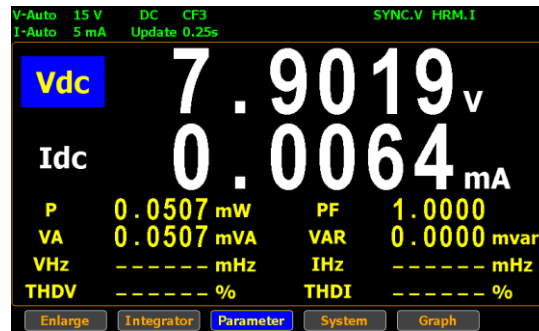 V-Auto 15 V DC CF3 SYNC.V HRM.I
I-Auto 5 mA Update 0.25s
Vdc 7.9019 V
Idc 0.0064 mA
P 0.0507 mW PF 1.0000
VA 0.0507 mVA VAR 0.0000 mvar
VHz ------ mHz IHz ------ mHz
THDV ------ % THDI ------ %
Enlarge Integrator Parameter System Graph